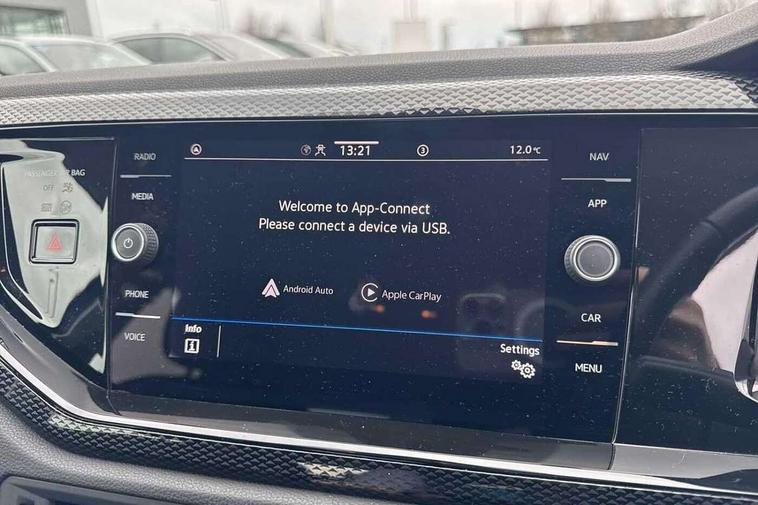 PASSENGER AIR BAG
OFF
RADIO
MEDIA
PHONE
VOICE
13:21
3
12.0°C
Welcome to App-Connect
Please connect a device via USB.
Android Auto
Apple CarPlay
Info
i
Settings
NAV
APP
CAR
MENU